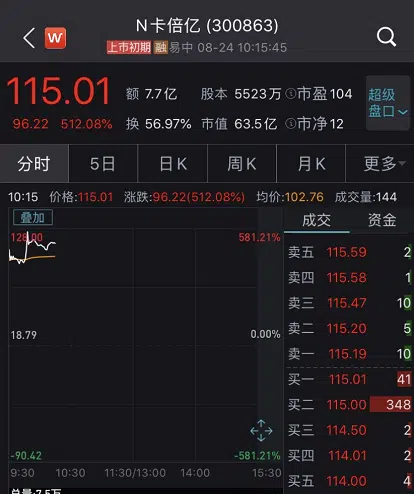 N卡倍亿 (300863)
W
上市初期 融 易中 08-24 10:15:45
115.01
96.22 512.08%
额 7.7亿 股本 5523万 ⓘ市盈 104
换 56.97% 市值 63.5亿 ⓘ市净 12
超级
盘口
分时 5日 日K 周K 月K 更多
10:15 价格:115.01 涨跌:96.22(512.08%) 均价:102.76 成交量:144
叠加
128.00 581.21%
18.79 0.00%
-90.42 -581.21%
9:30 10:30 11:30/13:00 14:00 15:30
成交 资金
卖五 115.59 2
卖四 115.58 1
卖三 115.47 10
卖二 115.20 5
卖一 115.19 10
买一 115.01 41
买二 115.00 348
买三 114.50 2
买四 114.01 2
买五 114.00 4
总量:7.5万